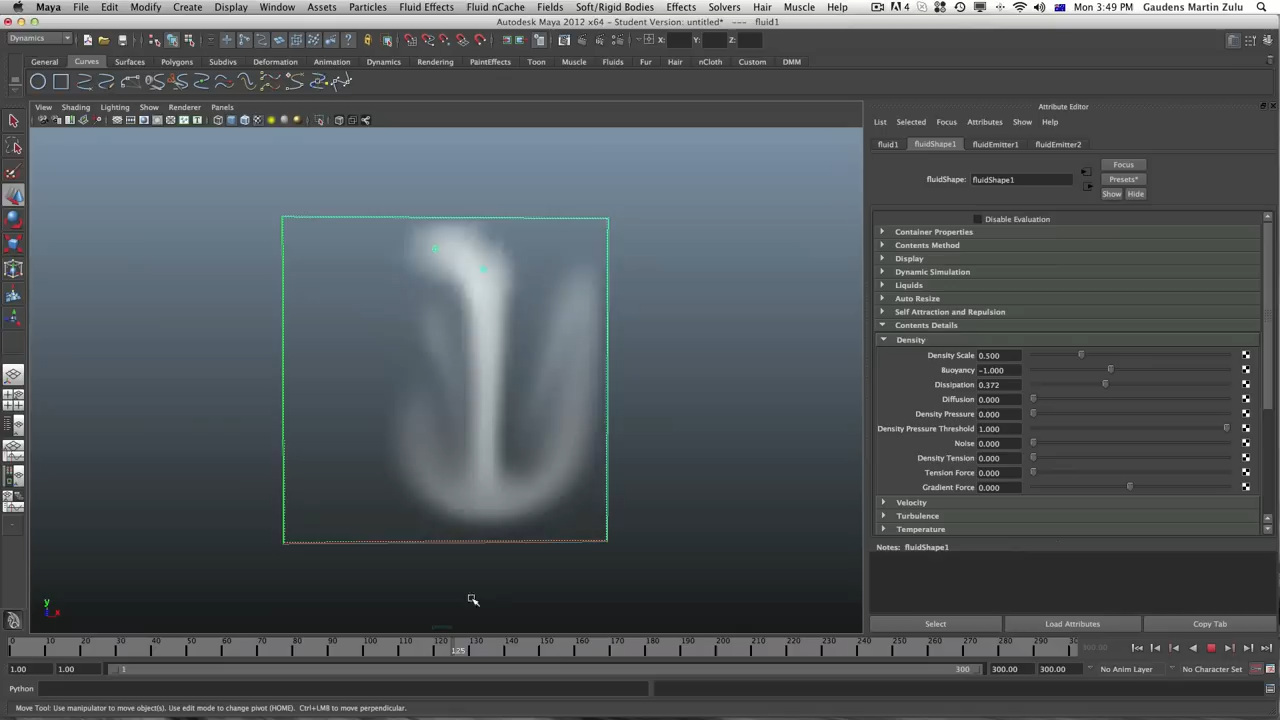 Maya File Edit Modify Create Display Window Assets Particles Fluid Effects Fluid nCache Fields Soft/Rigid Bodies Effects Solvers Hair Muscle Help 4 Mon 3:49 PM Gaudens Martin Zulu
Autodesk Maya 2012 x64 - Student Version: untitled* --- fluid1
Dynamics X: Y: Z:
General Curves Surfaces Polygons Subdivs Deformation Animation Dynamics Rendering PaintEffects Toon Muscle Fluids Fur Hair nCloth Custom DMM
View Shading Lighting Show Renderer Panels
Attribute Editor
List Selected Focus Attributes Show Help
fluid1 fluidShape1 fluidEmitter1 fluidEmitter2
Focus
fluidShape: fluidShape1 Presets*
Show Hide
Disable Evaluation
Container Properties
Contents Method
Display
Dynamic Simulation
Liquids
Auto Resize
Self Attraction and Repulsion
Contents Details
Density
Density Scale 0.500
Buoyancy -1.000
Dissipation 0.372
Diffusion 0.000
Density Pressure 0.000
Density Pressure Threshold 1.000
Noise 0.000
Density Tension 0.000
Tension Force 0.000
Gradient Force 0.000
Velocity
Turbulence
Temperature
Notes: fluidShape1
y x
Select Load Attributes Copy Tab
0 10 20 30 40 50 60 70 80 90 100 110 120 130 140 150 160 170 180 190 200 210 220 230 240 250 260 270 280 290 30 300.00
125
1.00 1.00 1 300 300.00 300.00 No Anim Layer No Character Set
Python
Move Tool: Use manipulator to move object(s). Use edit mode to change pivot (HOME). Ctrl+LMB to move perpendicular.